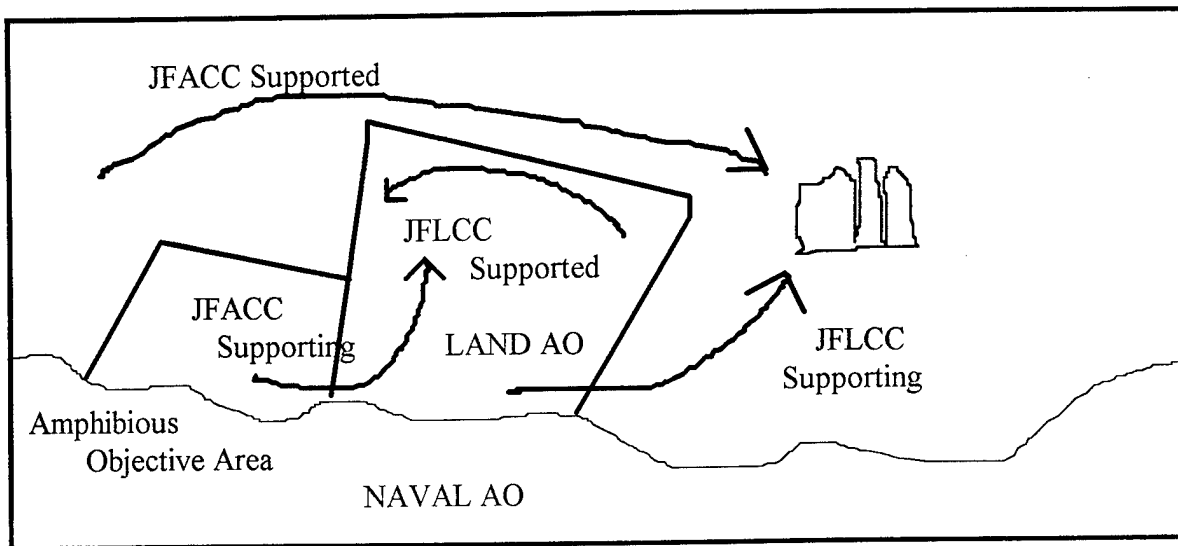 JFACC Supported
JFLCC
Supported
JFACC
Supporting
LAND AO
JFLCC
Supporting
Amphibious
Objective Area
NAVAL AO